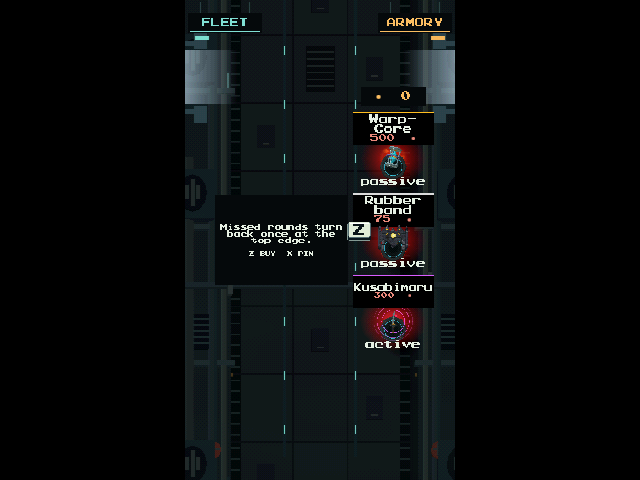 FLEET
ARMORY
0
Warp-
Core
500
passive
Rubber
band
75
passive
Missed rounds turn
back once at the
top edge.
Z BUY X PIN
Z
Kusabimaru
300
active